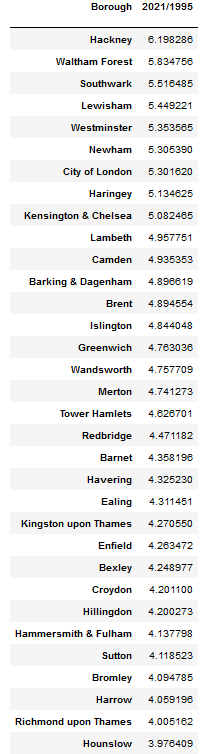 Borough 2021/1995
Hackney 6.198286
Waltham Forest 5.834756
Southwark 5.516485
Lewisham 5.449221
Westminster 5.353565
Newham 5.305390
City of London 5.301620
Haringey 5.134625
Kensington & Chelsea 5.082465
Lambeth 4.957751
Camden 4.935353
Barking & Dagenham 4.896619
Brent 4.894554
Islington 4.844048
Greenwich 4.763036
Wandsworth 4.757709
Merton 4.741273
Tower Hamlets 4.626701
Redbridge 4.471182
Barnet 4.358196
Havering 4.325230
Ealing 4.311451
Kingston upon Thames 4.270550
Enfield 4.263472
Bexley 4.248977
Croydon 4.201100
Hillingdon 4.200273
Hammersmith & Fulham 4.137798
Sutton 4.118523
Bromley 4.094785
Harrow 4.059196
Richmond upon Thames 4.005162
Hounslow 3.976409